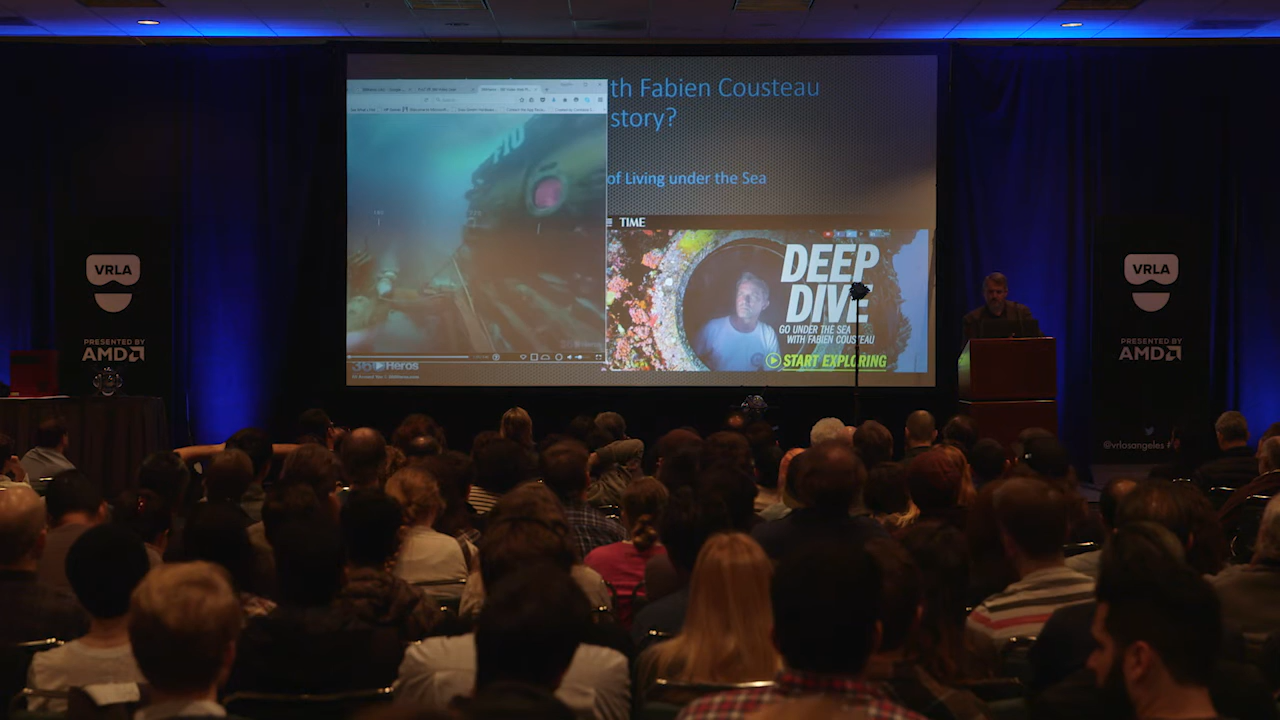 th Fabien Cousteau
story?
of Living under the Sea
TIME
DEEP
DIVE
GO UNDER THE SEA
WITH FABIEN COUSTEAU
START EXPLORING
Heros
VRLA
PRESENTED BY
AMD
VRLA
PRESENTED BY
AMD
@vrlosangeles #